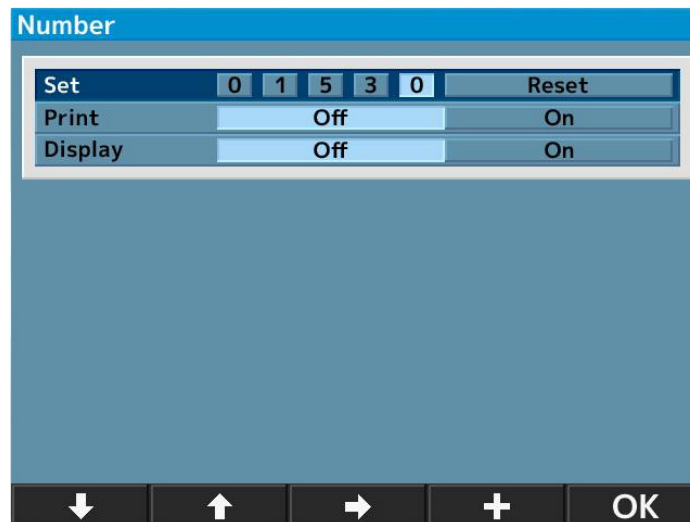 Number
Set 0 1 5 3 0 Reset
Print Off On
Display Off On
OK